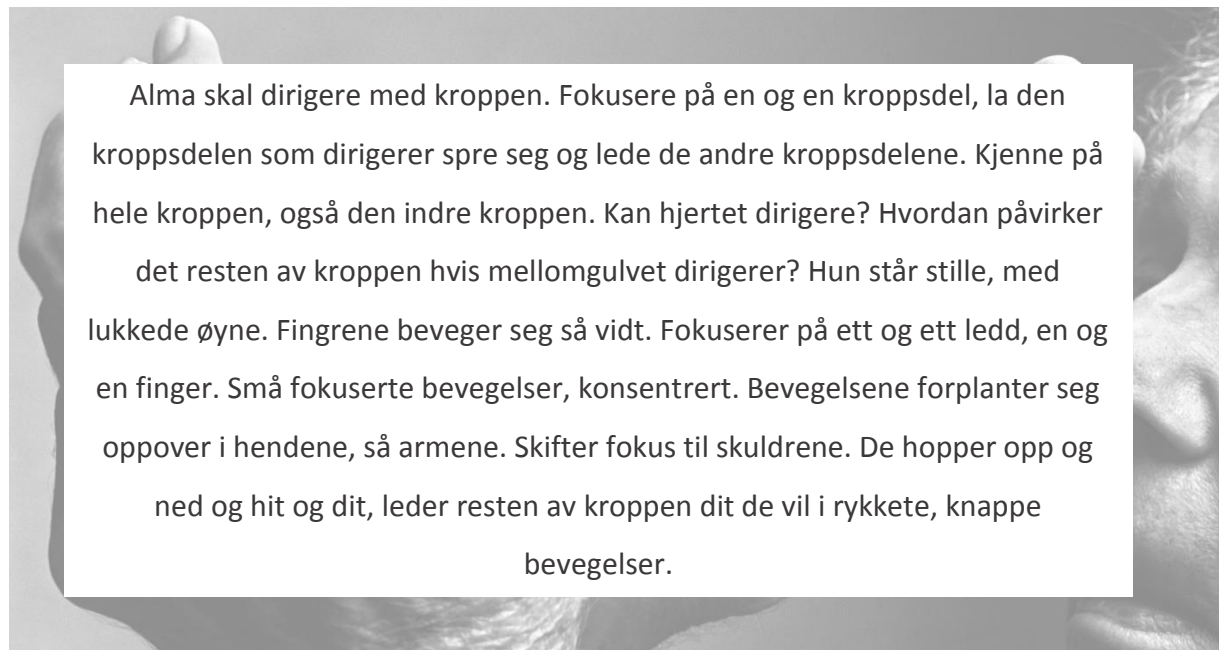 Alma skal dirigere med kroppen. Fokusere på en og en kroppsdel, la den
kroppsdelen som dirigerer spre seg og lede de andre kroppsdelene. Kjenne på
hele kroppen, også den indre kroppen. Kan hjertet dirigere? Hvordan påvirker
det resten av kroppen hvis mellomgulvet dirigerer? Hun står stille, med
lukkede øyne. Fingrene beveger seg så vidt. Fokuserer på ett og ett ledd, en og
en finger. Små fokuserte bevegelser, konsentrert. Bevegelsene forplanter seg
oppover i hendene, så armene. Skifter fokus til skuldrene. De hopper opp og
ned og hit og dit, leder resten av kroppen dit de vil i rykkete, knappe
bevegelser.